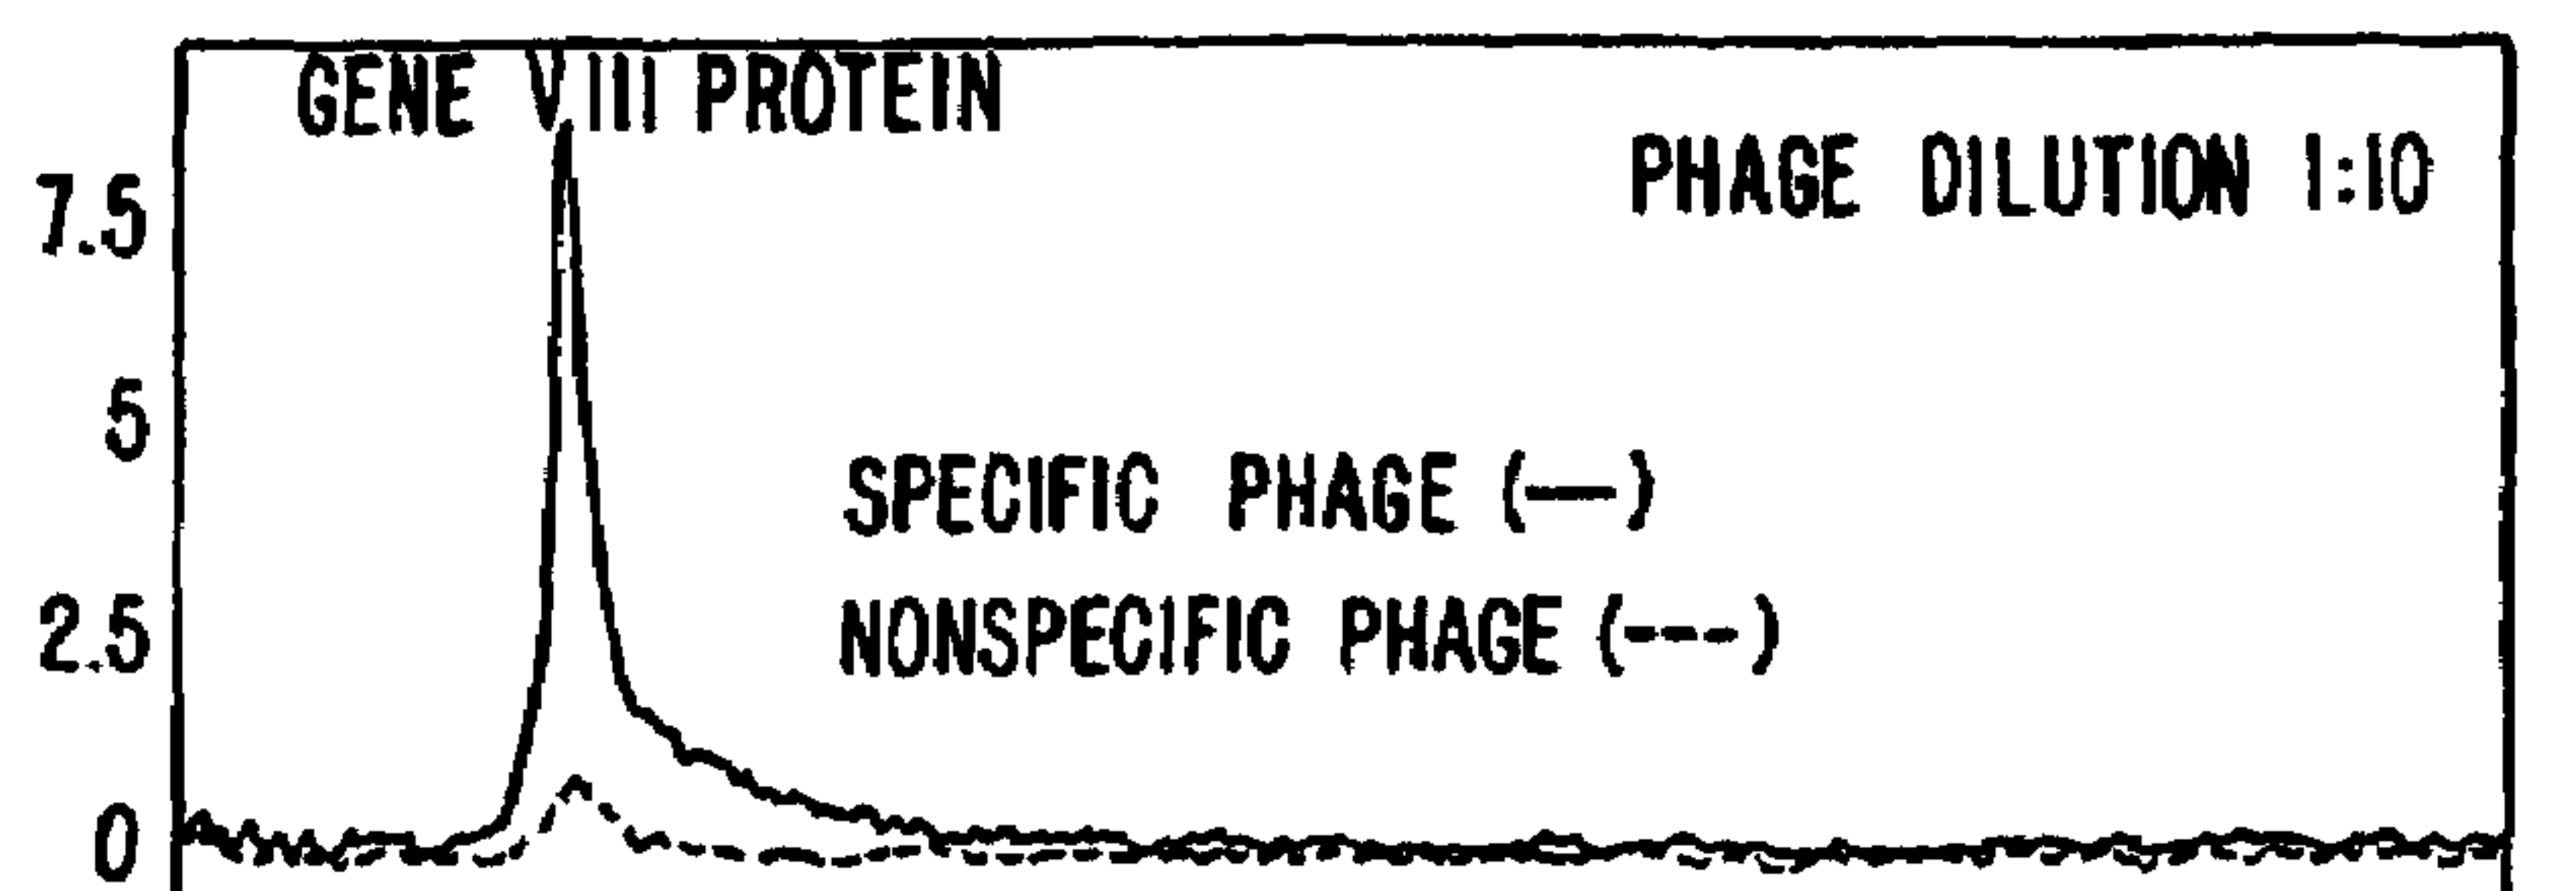 GENE VIII PROTEIN
PHAGE DILUTION 1:10
7.5
5
SPECIFIC PHAGE (—)
2.5
NONSPECIFIC PHAGE (---)
0